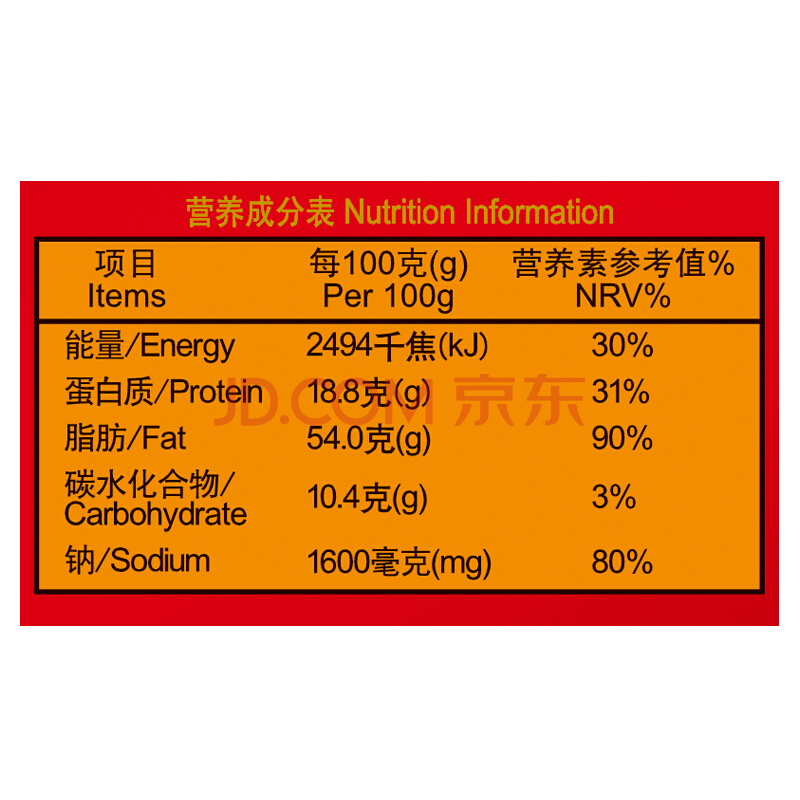 营养成分表 Nutrition Information
项目 每100克(g) 营养素参考值%
Items Per 100g NRV%
能量/Energy 2494千焦(kJ) 30%
蛋白质/Protein 18.8克(g) 31%
JD.COM 京东
脂肪/Fat 54.0克(g) 90%
碳水化合物/
Carbohydrate 10.4克(g) 3%
钠/Sodium 1600毫克(mg) 80%